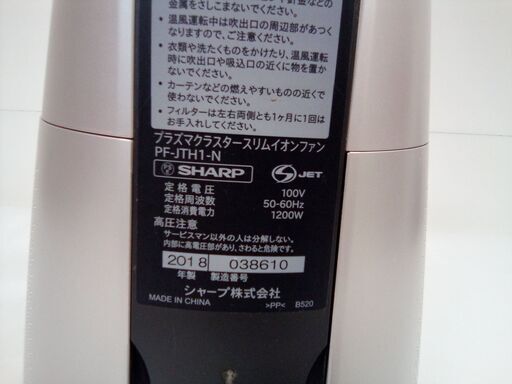 金属をさしこまないでください。
・温風運転中は吹出口の周辺部があつく
なりますので、ご注意ください。
・衣類や洗たくものをかけたり、温風運転
時に吹出口や吸込口の近くに物を置か
ないでください。
・カーテンなどの燃えやすいものの近くで
使わないでください。
・フィルターは左右両側とも1ヶ月に1回は
お手入れしてください。
プラズマクラスタースリムイオンファン
PF-JTH1-N
SHARP
S JET
定格電圧 100V
定格周波数 50-60Hz
定格消費電力 1200W
高圧注意
サービスマン以外の人は分解しない。
内部に高電圧部があり、さわると危険です。
2018 038610
年製 製造番号
シャープ株式会社
MADE IN CHINA >PP< B520